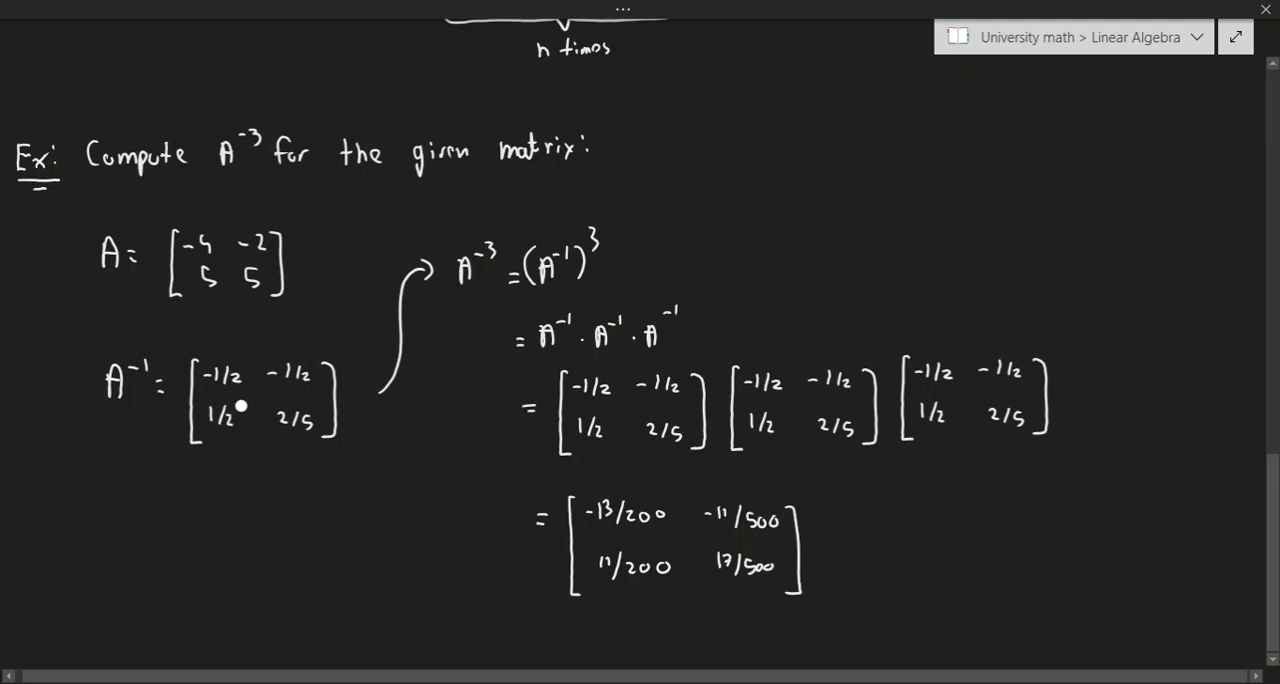 ...
n times
University math > Linear Algebra
Ex: Compute A^-3 for the given matrix:
A = [-4 -2
5 5]
A^-1 = [-1/2 -1/2
1/2 2/5]
A^-3 = (A^-1)^3
= A^-1 . A^-1 . A^-1
= [-1/2 -1/2 [-1/2 -1/2 [-1/2 -1/2
1/2 2/5] 1/2 2/5] 1/2 2/5]
= [-13/200 -11/500
11/200 17/500]